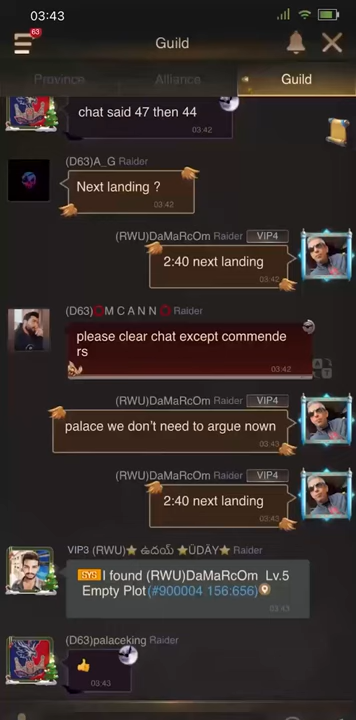 03:43
63
Guild
Province
Alliance
Guild
chat said 47 then 44
03:42
(D63)A_G Raider
Next landing ?
03:42
(RWU)DaMaRcOm Raider VIP4
2:40 next landing
03:42
(D63)⭕M C A N N⭕ Raider
please clear chat except commende
rs
03:42
(RWU)DaMaRcOm Raider VIP4
palace we don't need to argue nown
03:43
(RWU)DaMaRcOm Raider VIP4
2:40 next landing
03:43
VIP3 (RWU)⭐ ఉదయ్ ⭐ÛDÂY⭐ Raider
SYS I found (RWU)DaMaRcOm Lv.5
Empty Plot(#900004 156:656)
03:43
(D63)palaceking Raider
👍
03:43